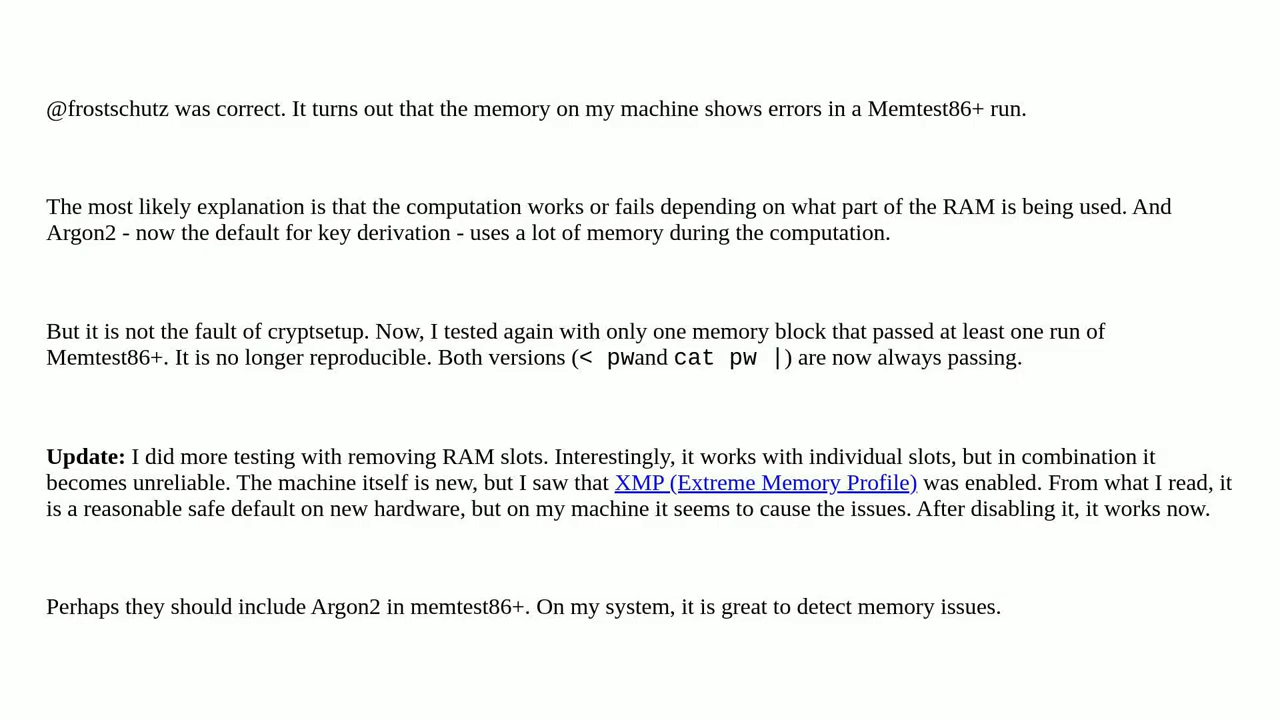 @frostschutz was correct. It turns out that the memory on my machine shows errors in a Memtest86+ run.
The most likely explanation is that the computation works or fails depending on what part of the RAM is being used. And
Argon2 - now the default for key derivation - uses a lot of memory during the computation.
But it is not the fault of cryptsetup. Now, I tested again with only one memory block that passed at least one run of
Memtest86+. It is no longer reproducible. Both versions (< pwand cat pw |) are now always passing.
Update: I did more testing with removing RAM slots. Interestingly, it works with individual slots, but in combination it
becomes unreliable. The machine itself is new, but I saw that XMP (Extreme Memory Profile) was enabled. From what I read, it
is a reasonable safe default on new hardware, but on my machine it seems to cause the issues. After disabling it, it works now.
Perhaps they should include Argon2 in memtest86+. On my system, it is great to detect memory issues.